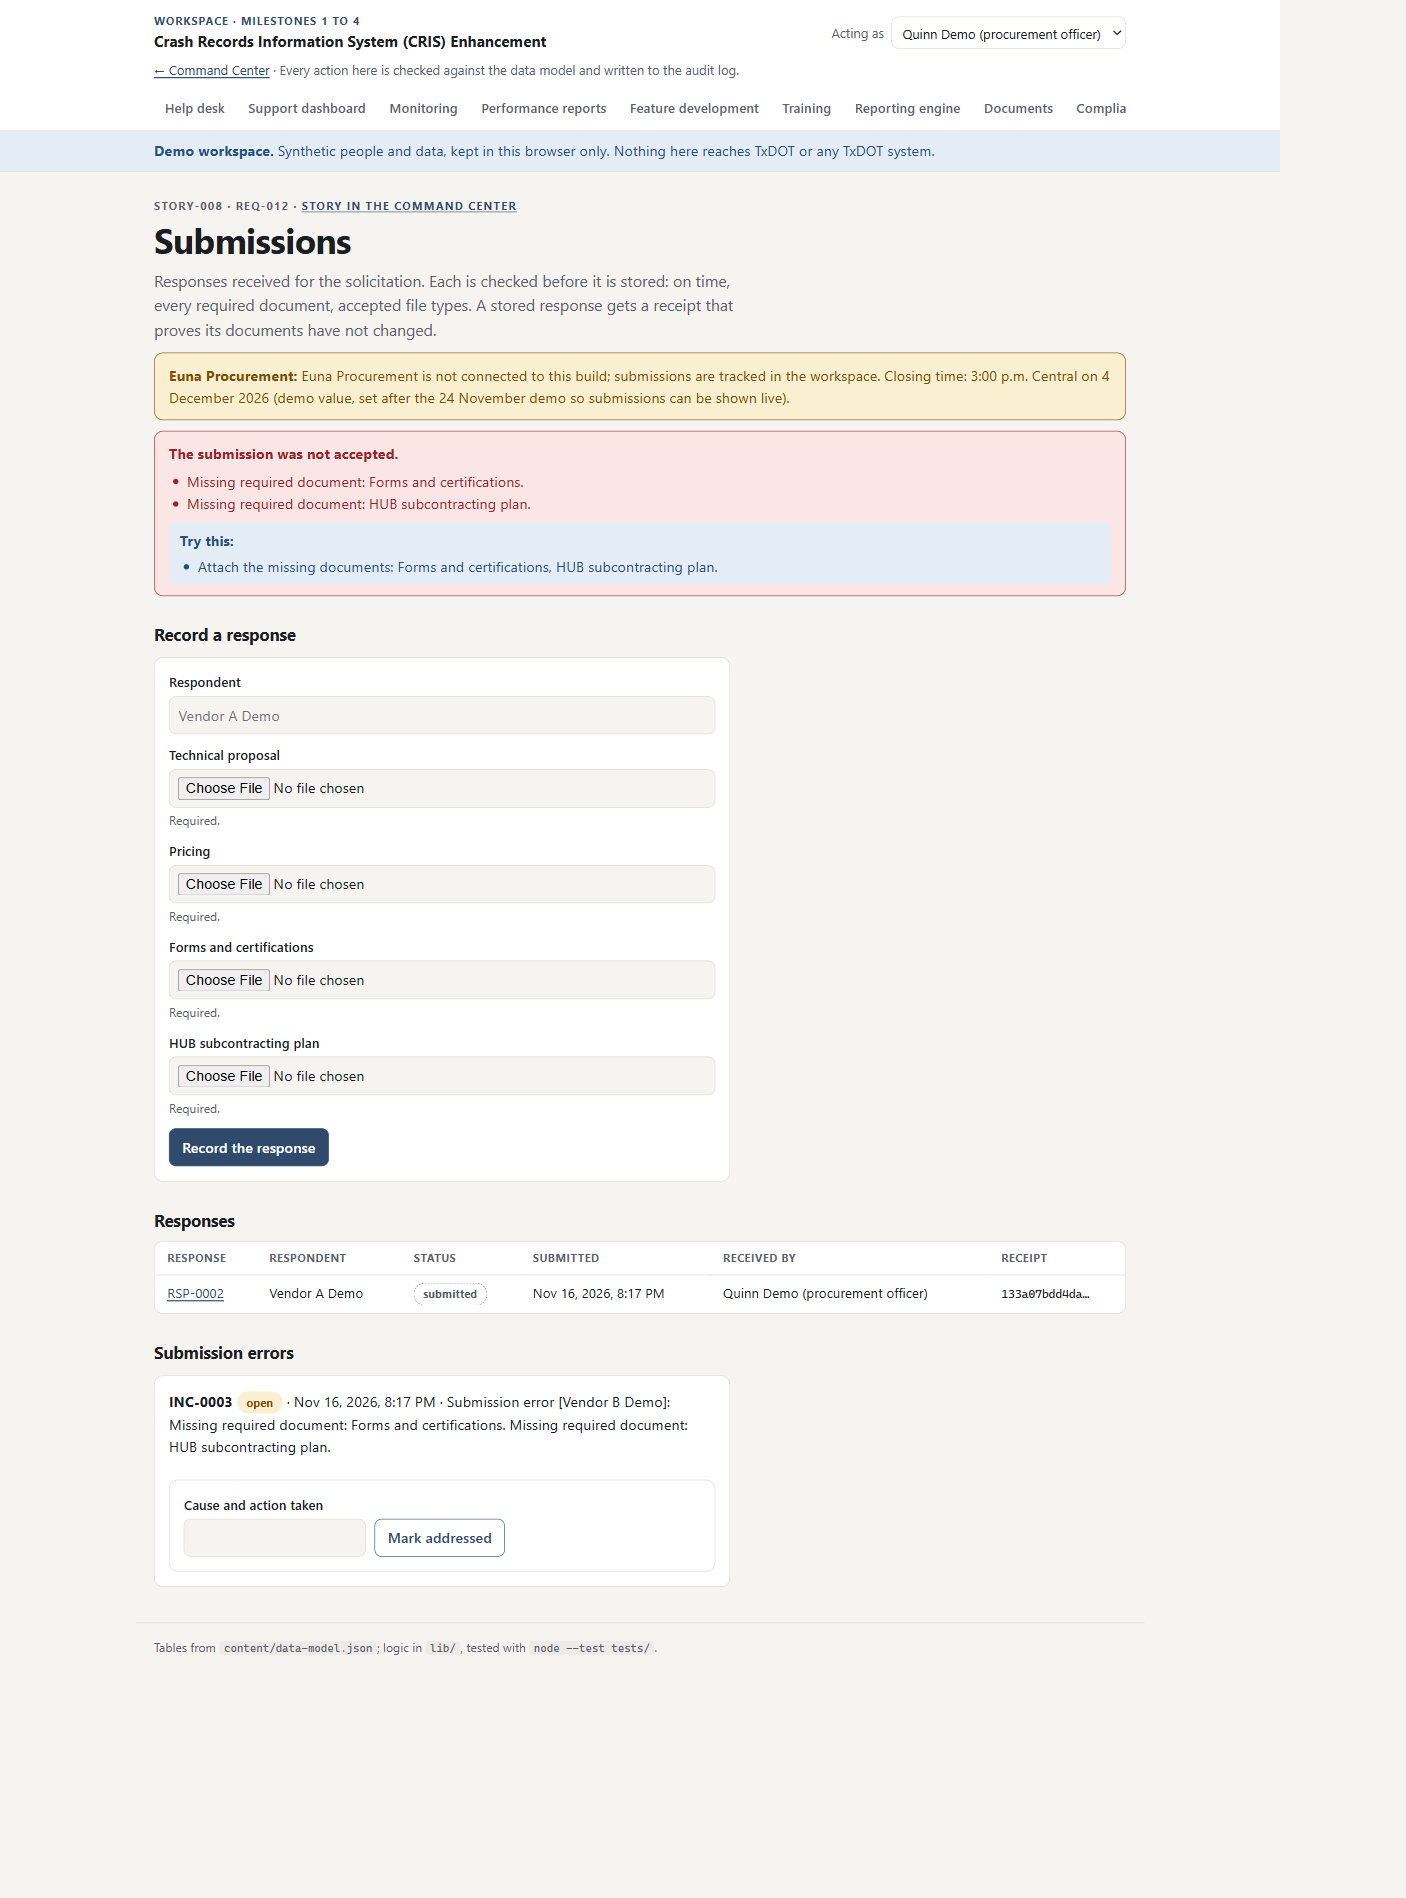 WORKSPACE · MILESTONES 1 TO 4
Crash Records Information System (CRIS) Enhancement
Acting as
Quinn Demo (procurement officer)
← Command Center · Every action here is checked against the data model and written to the audit log.
Help desk Support dashboard Monitoring Performance reports Feature development Training Reporting engine Documents Complia
Demo workspace. Synthetic people and data, kept in this browser only. Nothing here reaches TxDOT or any TxDOT system.
STORY-008 · REQ-012 · STORY IN THE COMMAND CENTER
Submissions
Responses received for the solicitation. Each is checked before it is stored: on time,
every required document, accepted file types. A stored response gets a receipt that
proves its documents have not changed.
Euna Procurement: Euna Procurement is not connected to this build; submissions are tracked in the workspace. Closing time: 3:00 p.m. Central on 4
December 2026 (demo value, set after the 24 November demo so submissions can be shown live).
The submission was not accepted.
• Missing required document: Forms and certifications.
• Missing required document: HUB subcontracting plan.
Try this:
• Attach the missing documents: Forms and certifications, HUB subcontracting plan.
Record a response
Respondent
Vendor A Demo
Technical proposal
Choose File No file chosen
Required.
Pricing
Choose File No file chosen
Required.
Forms and certifications
Choose File No file chosen
Required.
HUB subcontracting plan
Choose File No file chosen
Required.
Record the response
Responses
RESPONSE RESPONDENT STATUS SUBMITTED RECEIVED BY RECEIPT
RSP-0002 Vendor A Demo submitted Nov 16, 2026, 8:17 PM Quinn Demo (procurement officer) 133a07bdd4da…
Submission errors
INC-0003 open · Nov 16, 2026, 8:17 PM · Submission error [Vendor B Demo]:
Missing required document: Forms and certifications. Missing required document:
HUB subcontracting plan.
Cause and action taken
Mark addressed
Tables from content/data-model.json; logic in lib/, tested with node --test tests/.